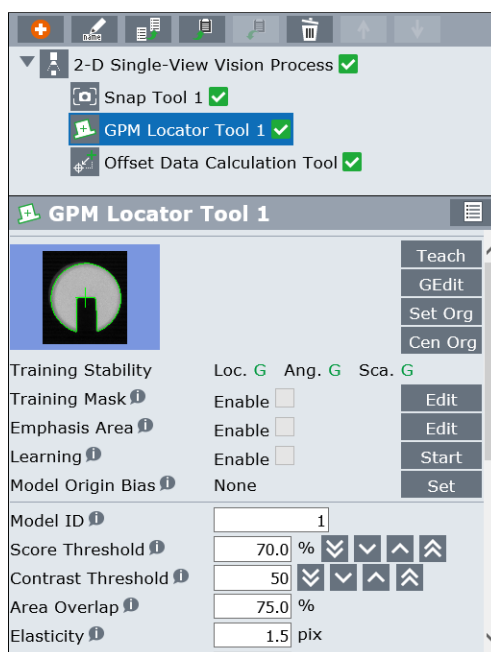 name
2-D Single-View Vision Process
Snap Tool 1
GPM Locator Tool 1
Offset Data Calculation Tool
GPM Locator Tool 1
Teach
GEdit
Set Org
Cen Org
Training Stability Loc. G Ang. G Sca. G
Training Mask Enable Edit
Emphasis Area Enable Edit
Learning Enable Start
Model Origin Bias None Set
Model ID 1
Score Threshold 70.0 %
Contrast Threshold 50
Area Overlap 75.0 %
Elasticity 1.5 pix